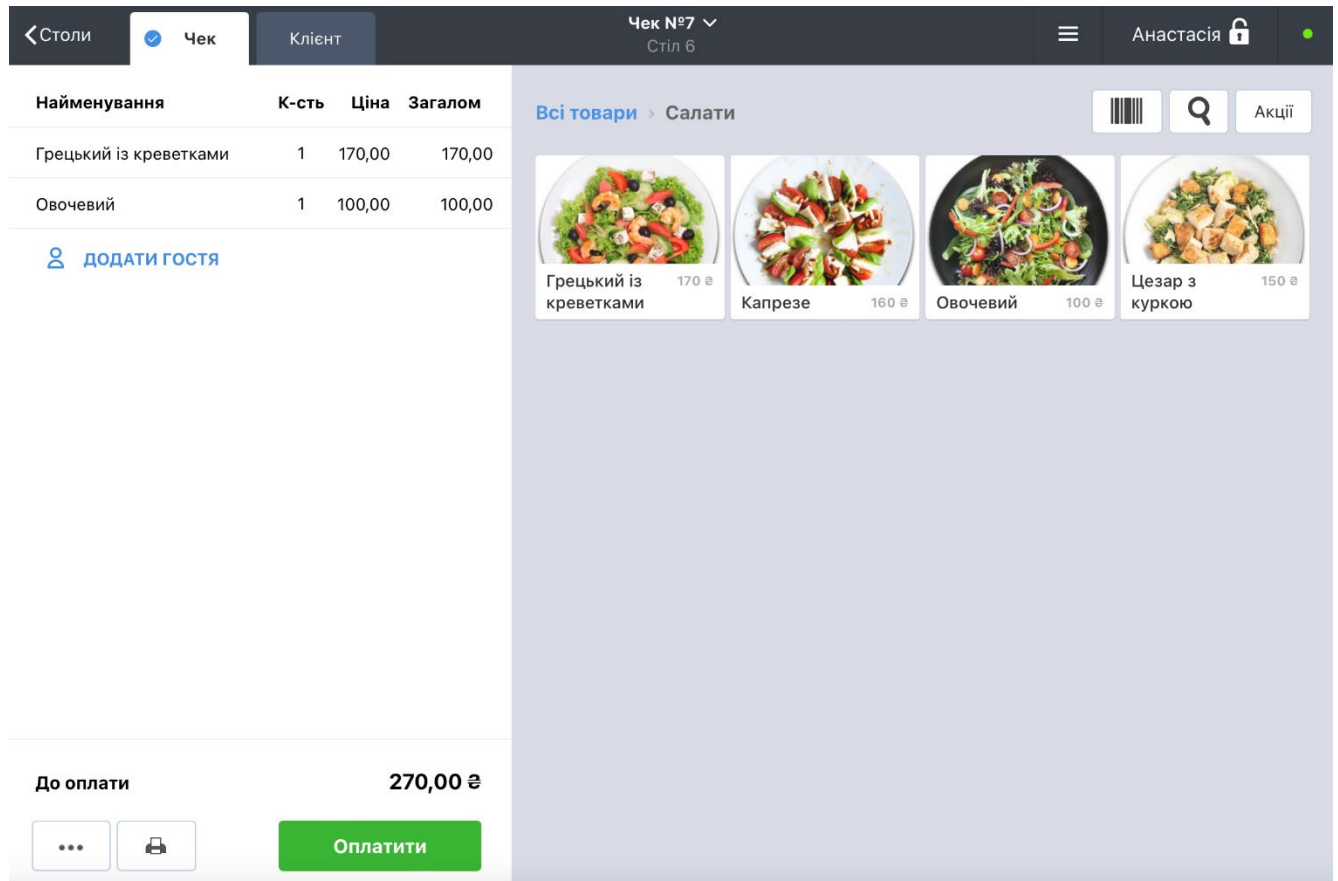 Столи
Чек
Клієнт
Чек №7
Стіл 6
Анастасія
Найменування К-сть Ціна Загалом
Грецький із креветками 1 170,00 170,00
Овочевий 1 100,00 100,00
ДОДАТИ ГОСТЯ
До оплати 270,00 ₴
Оплатити
Всі товари › Салати
Акції
Грецький із креветками 170 ₴
Капрезе 160 ₴
Овочевий 100 ₴
Цезар з куркою 150 ₴